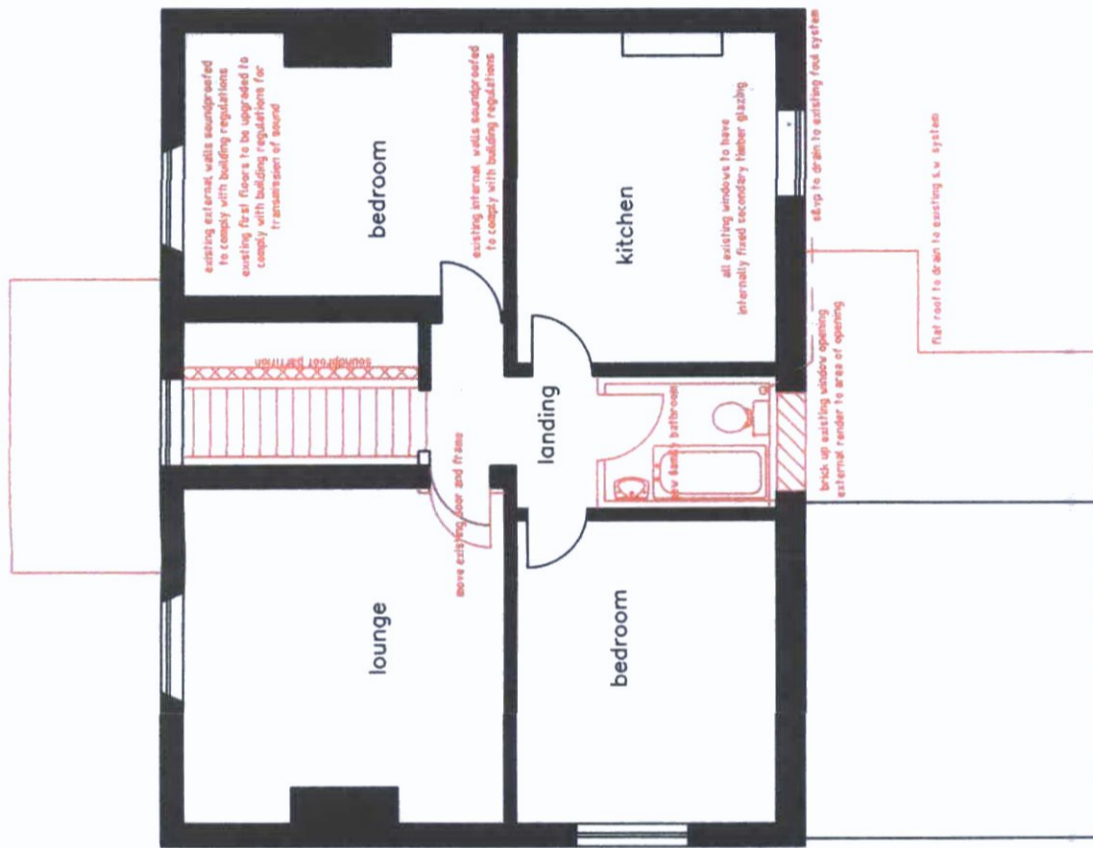 existing external walls soundproofed
to comply with building regulations
existing first floors to be upgraded to
comply with building regulations for
transmission of sound
bedroom
existing internal walls soundproofed
to comply with building regulations
soundproof partition
lounge
move existing door and frame
landing
kitchen
all existing windows to have
internally fixed secondary timber glazing
new family bathroom
bedroom
s&vp to drain to existing foul system
brick up existing window opening
external render to area of opening
flat roof to drain to existing s.w system